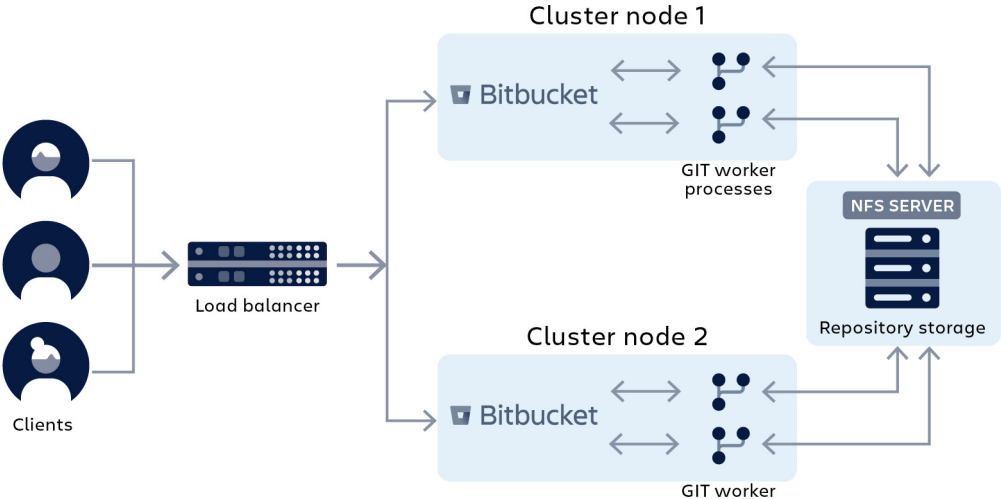 Cluster node 1
Bitbucket
GIT worker
processes
NFS SERVER
Repository storage
Load balancer
Clients
Cluster node 2
Bitbucket
GIT worker